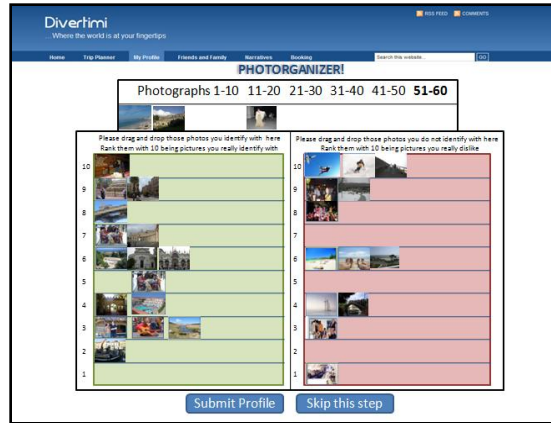 Divertimi
...Where the world is at your fingertips
RSS FEED COMMENTS
Home Trip Planner My Profile Friends and Family Narratives Booking Search this website... GO
PHOTORGANIZER!
Photographs 1-10 11-20 21-30 31-40 41-50 51-60
Please drag and drop those photos you identify with here
Rank them with 10 being pictures you really identify with
Please drag and drop those photos you do not identify with here
Rank them with 10 being pictures you really dislike
10
9
8
7
6
5
4
3
2
1
10
9
8
7
6
5
4
3
2
1
Submit Profile Skip this step